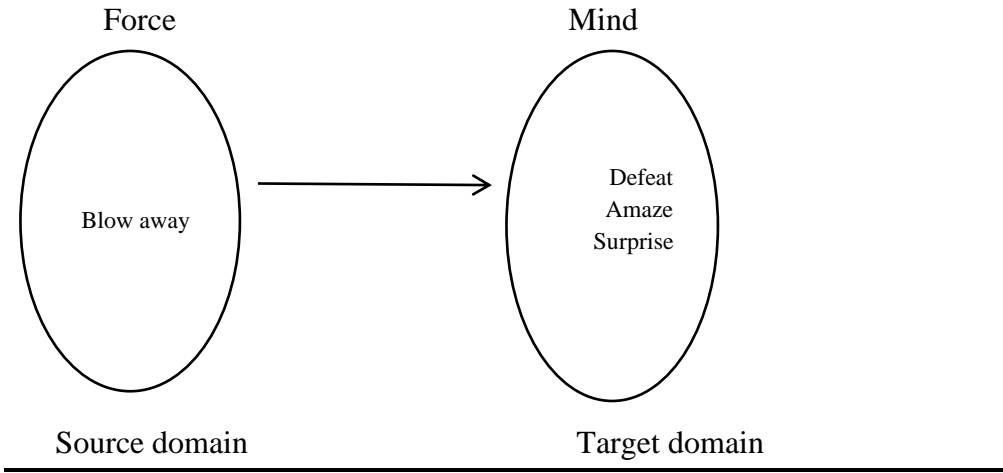 Force
Mind
Blow away
Defeat
Amaze
Surprise
Source domain
Target domain